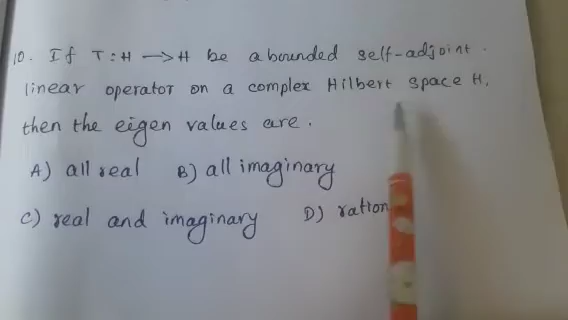 10. If T:H → H be a bounded self-adjoint.
linear operator on a complex Hilbert space H,
then the eigen values are.
A) all real B) all imaginary
C) real and imaginary D)